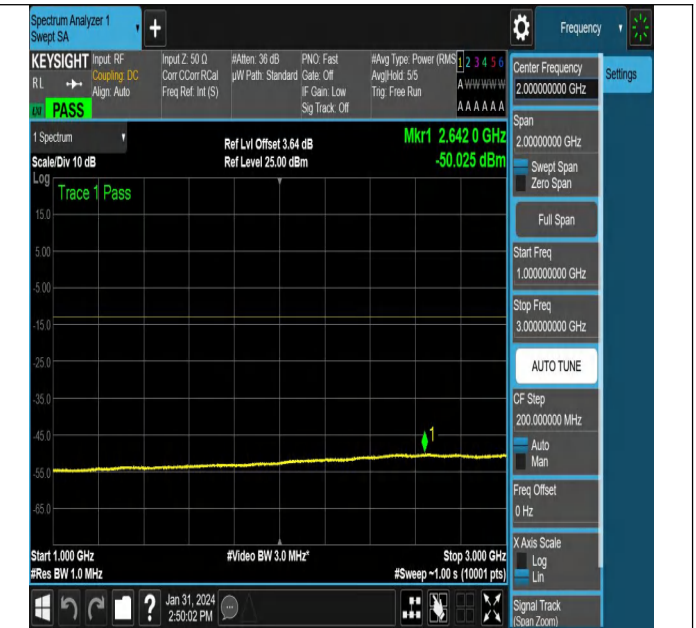 Spectrum Analyzer 1
Swept SA
+
Frequency
KEYSIGHT
RL
PASS
Input: RF
Coupling: DC
Align: Auto
Input Z: 50 Ω
Corr CCorr RCal
Freq Ref: Int (S)
#Atten: 36 dB
µW Path: Standard
PNO: Fast
Gate: Off
IF Gain: Low
Sig Track: Off
#Avg Type: Power (RMS
Avg|Hold: 5/5
Trig: Free Run
1 2 3 4 5 6
A W W W W W
A A A A A A
1 Spectrum
Scale/Div 10 dB
Log
Ref Lvl Offset 3.64 dB
Ref Level 25.00 dBm
Mkr1 2.642 0 GHz
-50.025 dBm
Trace 1 Pass
15.0
5.00
-5.00
-15.0
-25.0
-35.0
-45.0
-55.0
-65.0
1
Start 1.000 GHz
#Res BW 1.0 MHz
#Video BW 3.0 MHz*
Stop 3.000 GHz
#Sweep ~1.00 s (10001 pts)
?
Jan 31, 2024
2:50:02 PM
Center Frequency
2.000000000 GHz
Settings
Span
2.00000000 GHz
Swept Span
Zero Span
Full Span
Start Freq
1.000000000 GHz
Stop Freq
3.000000000 GHz
AUTO TUNE
CF Step
200.000000 MHz
Auto
Man
Freq Offset
0 Hz
X Axis Scale
Log
Lin
Signal Track
(Span Zoom)